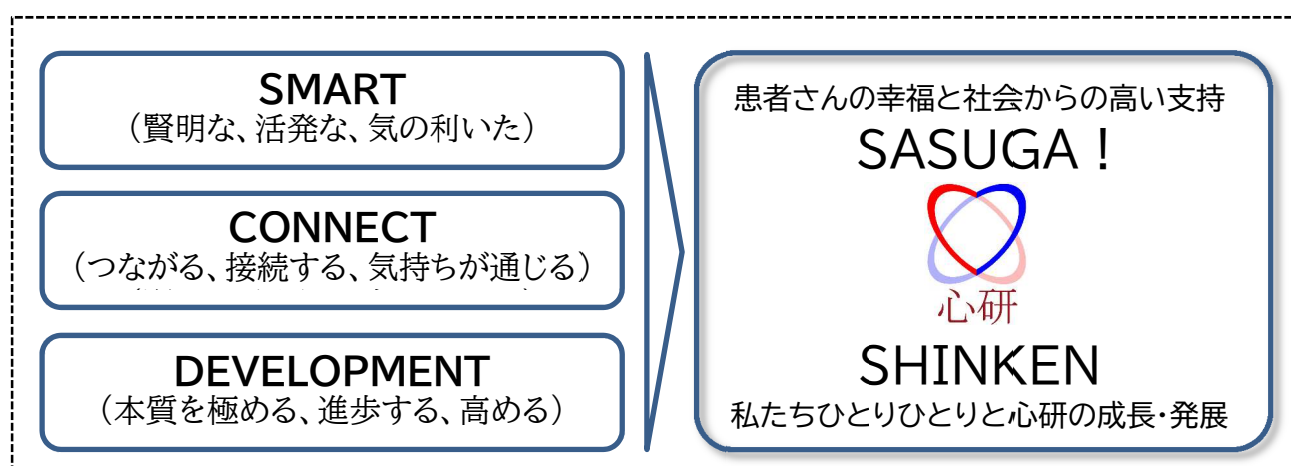 SMART
（賢明な、活発な、気の利いた）
CONNECT
（つながる、接続する、気持ちが通じる）
DEVELOPMENT
（本質を極める、進歩する、高める）
患者さんの幸福と社会からの高い支持
SASUGA！
心研
SHINKEN
私たちひとりひとりと心研の成長・発展